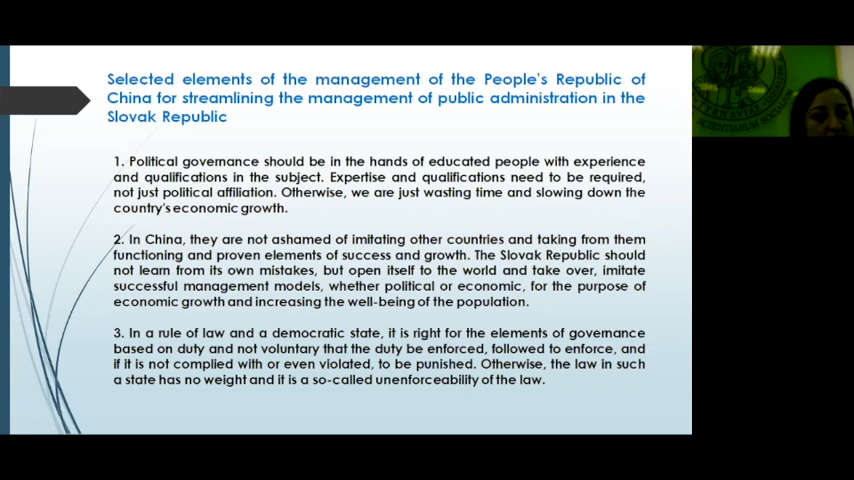 Selected elements of the management of the People's Republic of
China for streamlining the management of public administration in the
Slovak Republic
1. Political governance should be in the hands of educated people with experience
and qualifications in the subject. Expertise and qualifications need to be required,
not just political affiliation. Otherwise, we are just wasting time and slowing down the
country's economic growth.
2. In China, they are not ashamed of imitating other countries and taking from them
functioning and proven elements of success and growth. The Slovak Republic should
not learn from its own mistakes, but open itself to the world and take over, imitate
successful management models, whether political or economic, for the purpose of
economic growth and increasing the well-being of the population.
3. In a rule of law and a democratic state, it is right for the elements of governance
based on duty and not voluntary that the duty be enforced, followed to enforce, and
if it is not complied with or even violated, to be punished. Otherwise, the law in such
a state has no weight and it is a so-called unenforceability of the law.